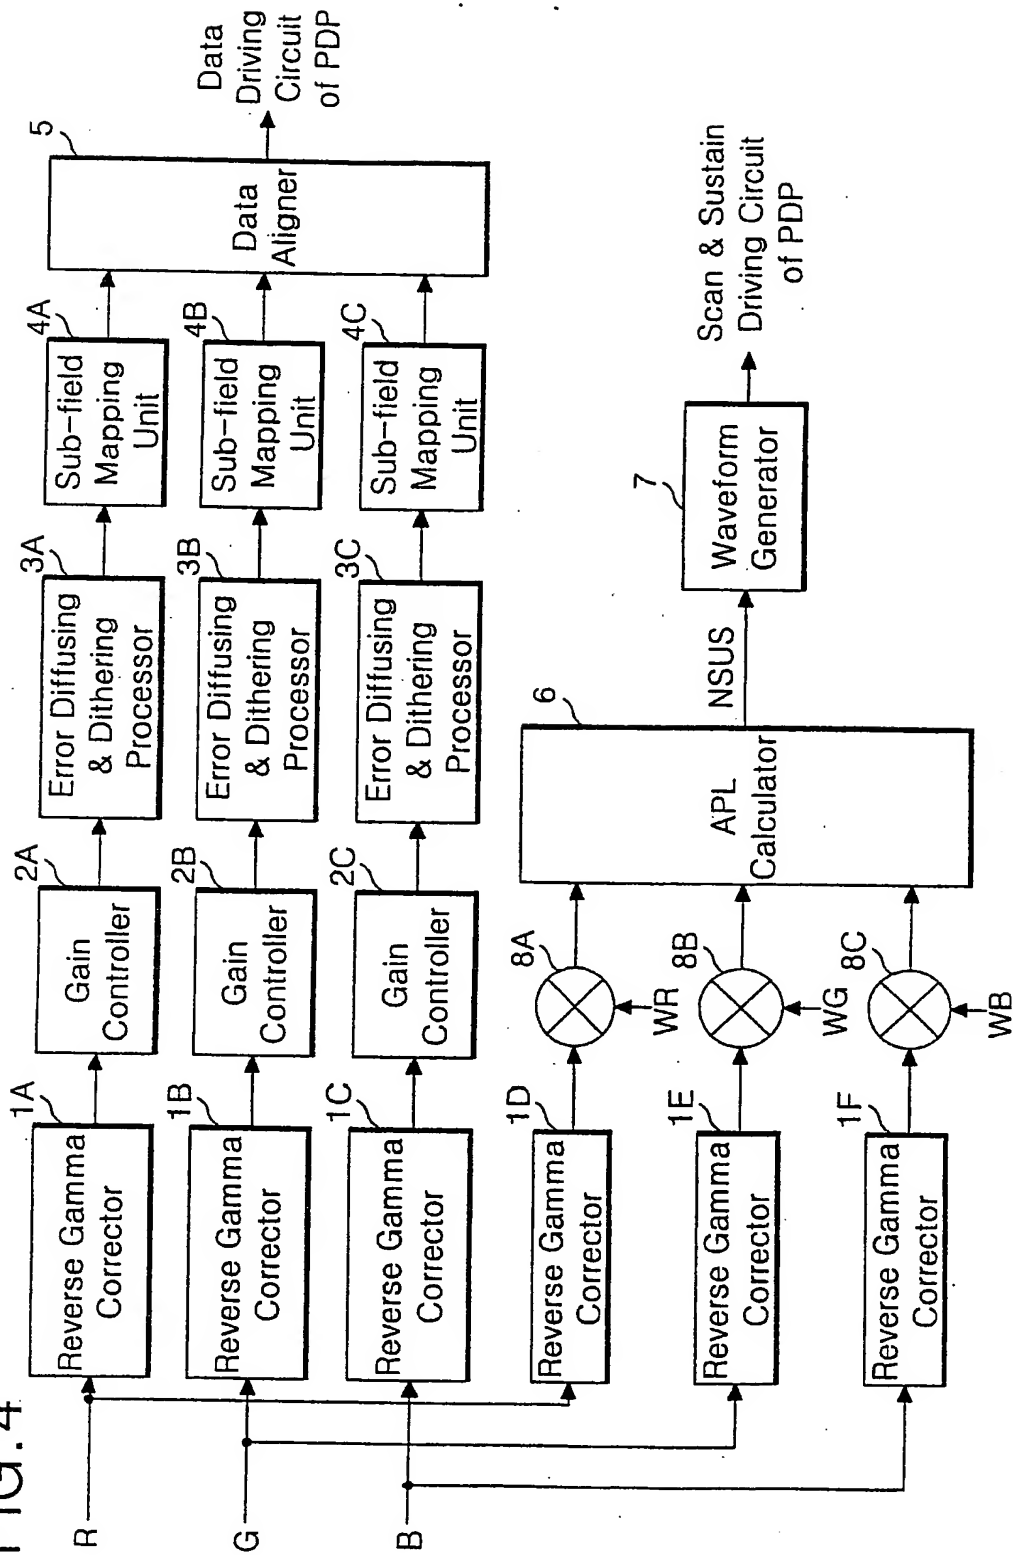 FIG.4
R
G
B
1A
Reverse Gamma
Corrector
2A
Gain
Controller
3A
Error Diffusing
& Dithering
Processor
4A
Sub-field
Mapping
Unit
1B
Reverse Gamma
Corrector
2B
Gain
Controller
3B
Error Diffusing
& Dithering
Processor
4B
Sub-field
Mapping
Unit
1C
Reverse Gamma
Corrector
2C
Gain
Controller
3C
Error Diffusing
& Dithering
Processor
4C
Sub-field
Mapping
Unit
5
Data
Aligner
Data
Driving
Circuit
of PDP
1D
Reverse Gamma
Corrector
8A
WR
1E
Reverse Gamma
Corrector
8B
WG
1F
Reverse Gamma
Corrector
8C
WB
6
APL
Calculator
NSUS
7
Waveform
Generator
Scan & Sustain
Driving Circuit
of PDP